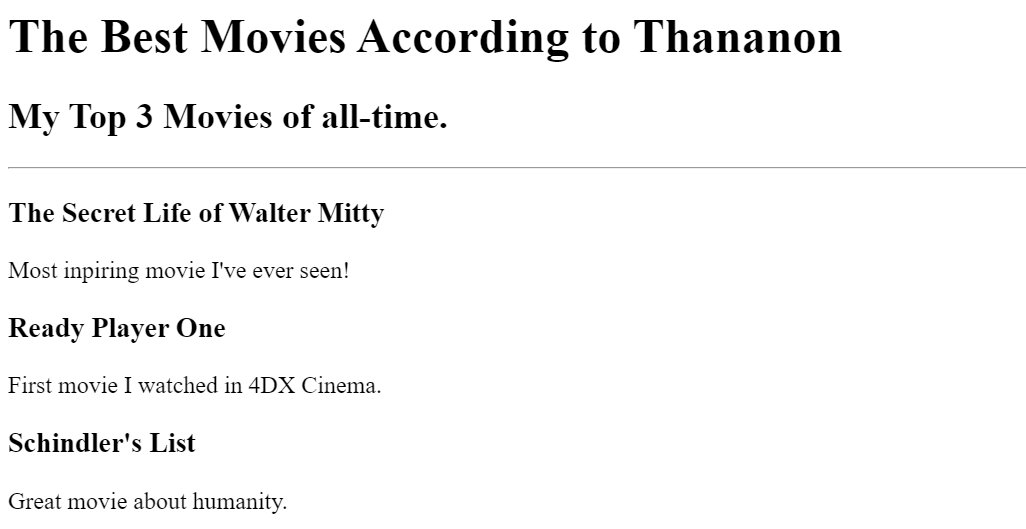 The Best Movies According to Thananon
My Top 3 Movies of all-time.
The Secret Life of Walter Mitty
Most inpiring movie I've ever seen!
Ready Player One
First movie I watched in 4DX Cinema.
Schindler's List
Great movie about humanity.